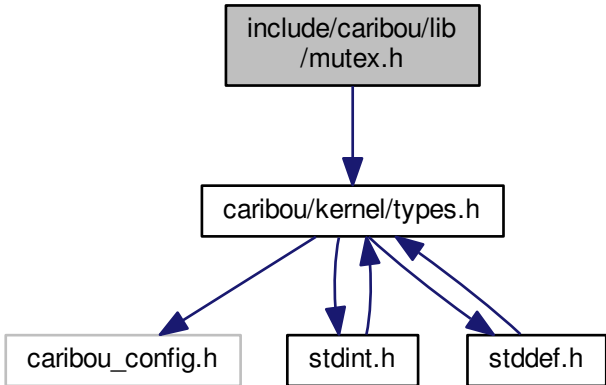 include/caribou/lib
/mutex.h
caribou/kernel/types.h
caribou_config.h
stdint.h
stddef.h